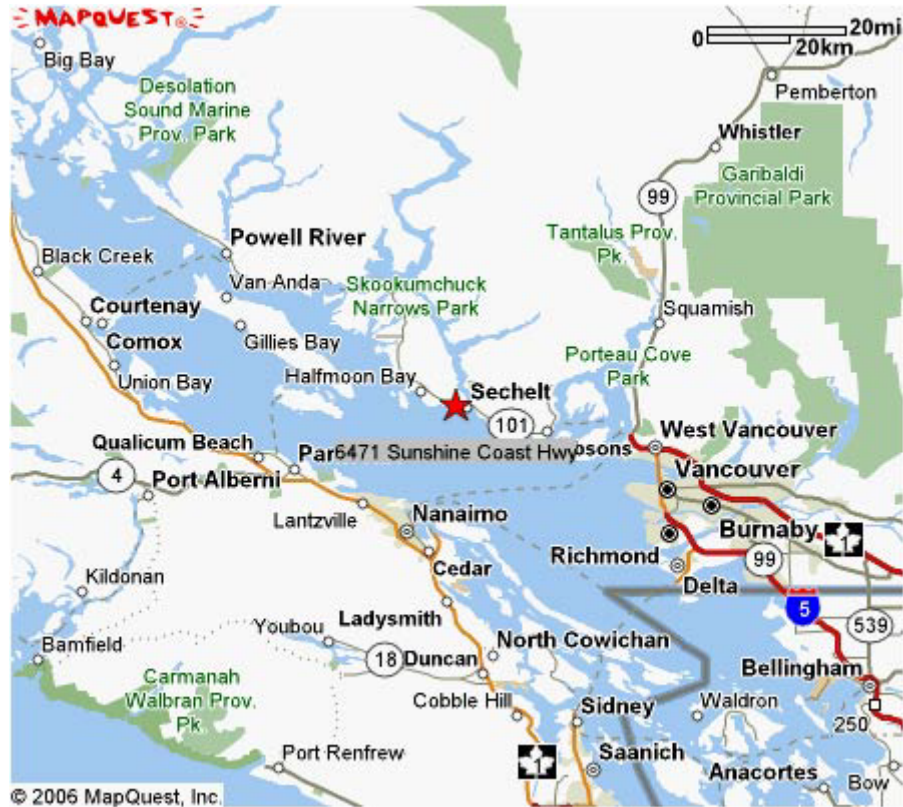 MAPQUEST®
0
20mi
20km
Big Bay
Pemberton
Desolation
Sound Marine
Prov. Park
Whistler
Garibaldi
Provincial Park
99
Powell River
Tantalus Prov.
Pk.
Black Creek
Van Anda
Skookumchuck
Narrows Park
Courtenay
Squamish
Gillies Bay
Comox
Porteau Cove
Park
Union Bay
Halfmoon Bay
Sechelt
101
Qualicum Beach
Par
6471 Sunshine Coast Hwy
osons
West Vancouver
4
Port Alberni
Vancouver
Lantzville
Nanaimo
Burnaby
1
Richmond
99
Cedar
Delta
Kildonan
5
Ladysmith
539
Youbou
North Cowichan
Bamfield
18
Duncan
Bellingham
Carmanah
Walbran Prov.
Pk.
Cobble Hill
Sidney
Waldron
250
Port Renfrew
1
Saanich
Anacortes
Bow
© 2006 MapQuest, Inc.